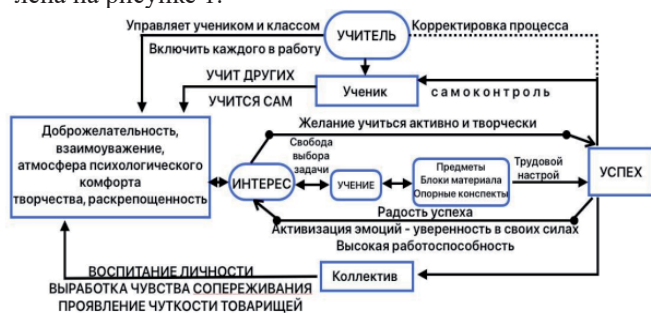 лена на рисунке 1.
Управляет учеником и классом
УЧИТЕЛЬ
Корректировка процесса
Включить каждого в работу
УЧИТ ДРУГИХ
УЧИТСЯ САМ
Ученик
самоконтроль
Доброжелательность,
взаимоуважение,
атмосфера психологического
комфорта
творчества, раскрепощенность
Желание учиться активно и творчески
ИНТЕРЕС
Свобода
выбора
задачи
УЧЕНИЕ
Предметы
Блоки материала
Опорные конспекты
Трудовой
настрой
УСПЕХ
Радость успеха
Активизация эмоций - уверенность в своих силах
Высокая работоспособность
ВОСПИТАНИЕ ЛИЧНОСТИ
ВЫРАБОТКА ЧУВСТВА СОПЕРЕЖИВАНИЯ
ПРОЯВЛЕНИЕ ЧУТКОСТИ ТОВАРИЩЕЙ
Коллектив